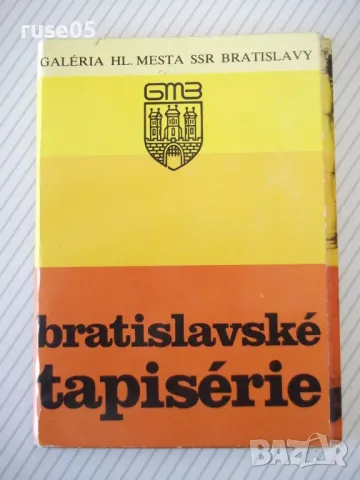 ruse05
GALÉRIA HL. MESTA SSR BRATISLAVY
GMB
bratislavské
tapisérie
bazar